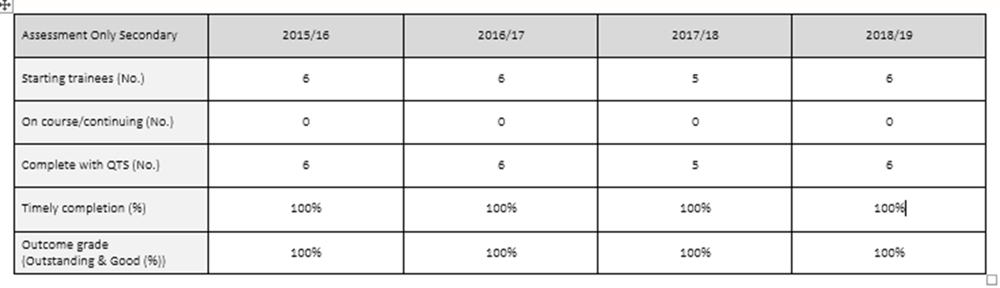 Assessment Only Secondary 2015/16 2016/17 2017/18 2018/19
Starting trainees (No.) 6 6 5 6
On course/continuing (No.) 0 0 0 0
Complete with QTS (No.) 6 6 5 6
Timely completion (%) 100% 100% 100% 100%
Outcome grade
(Outstanding & Good (%)) 100% 100% 100% 100%